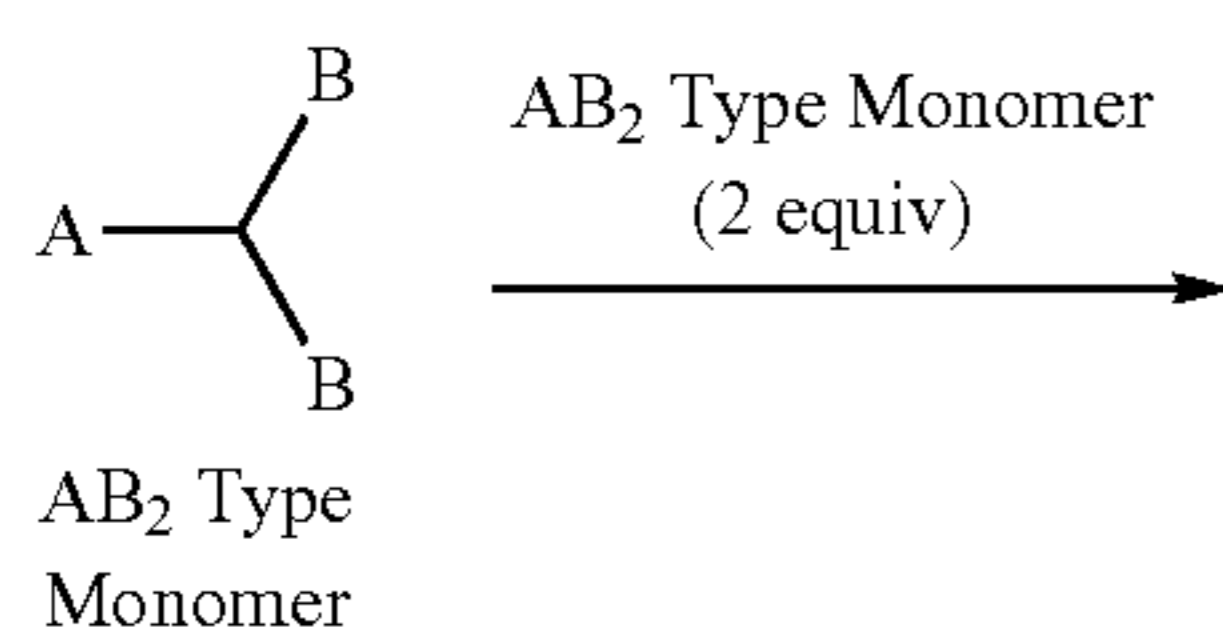 B
AB₂ Type Monomer
(2 equiv)
A
B
AB₂ Type
Monomer